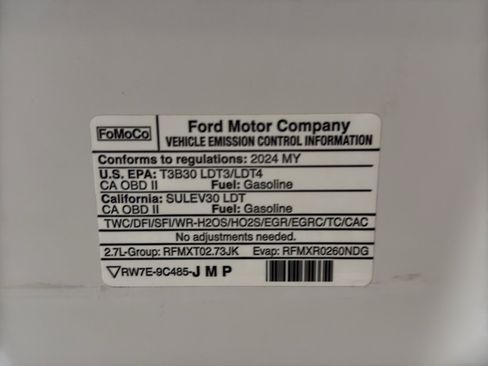 FoMoCo
Ford Motor Company
VEHICLE EMISSION CONTROL INFORMATION
Conforms to regulations: 2024 MY
U.S. EPA: T3B30 LDT3/LDT4
CA OBD II Fuel: Gasoline
California: SULEV30 LDT
CA OBD II Fuel: Gasoline
TWC/DFI/SFI/WR-H2OS/HO2S/EGR/EGRC/TC/CAC
No adjustments needed.
2.7L-Group: RFMXT02.73JK Evap: RFMXR0260NDG
RW7E-9C485-JMP